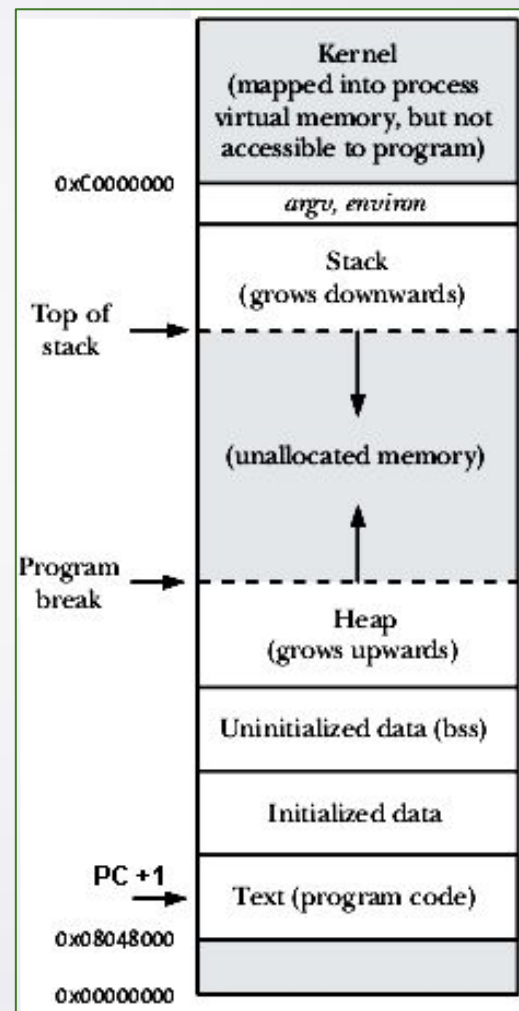 Kernel
(mapped into process
virtual memory, but not
accessible to program)
0xC0000000
argv, environ
Stack
(grows downwards)
Top of
stack
(unallocated memory)
Program
break
Heap
(grows upwards)
Uninitialized data (bss)
Initialized data
PC +1
Text (program code)
0x08048000
0x00000000